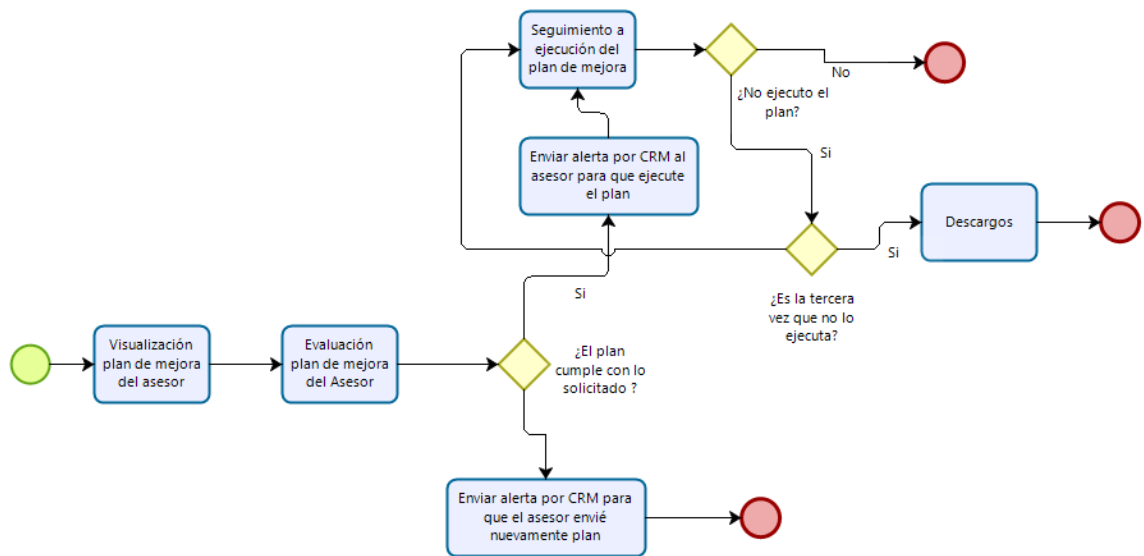 Seguimiento a
ejecución del
plan de mejora
No
¿No ejecuto el
plan?
Enviar alerta por CRM al
asesor para que ejecute
el plan
Si
Descargos
Si
¿Es la tercera
vez que no lo
ejecuta?
Si
Visualización
plan de mejora
del asesor
Evaluación
plan de mejora
del Asesor
¿El plan
cumple con lo
solicitado ?
Enviar alerta por CRM para
que el asesor envié
nuevamente plan